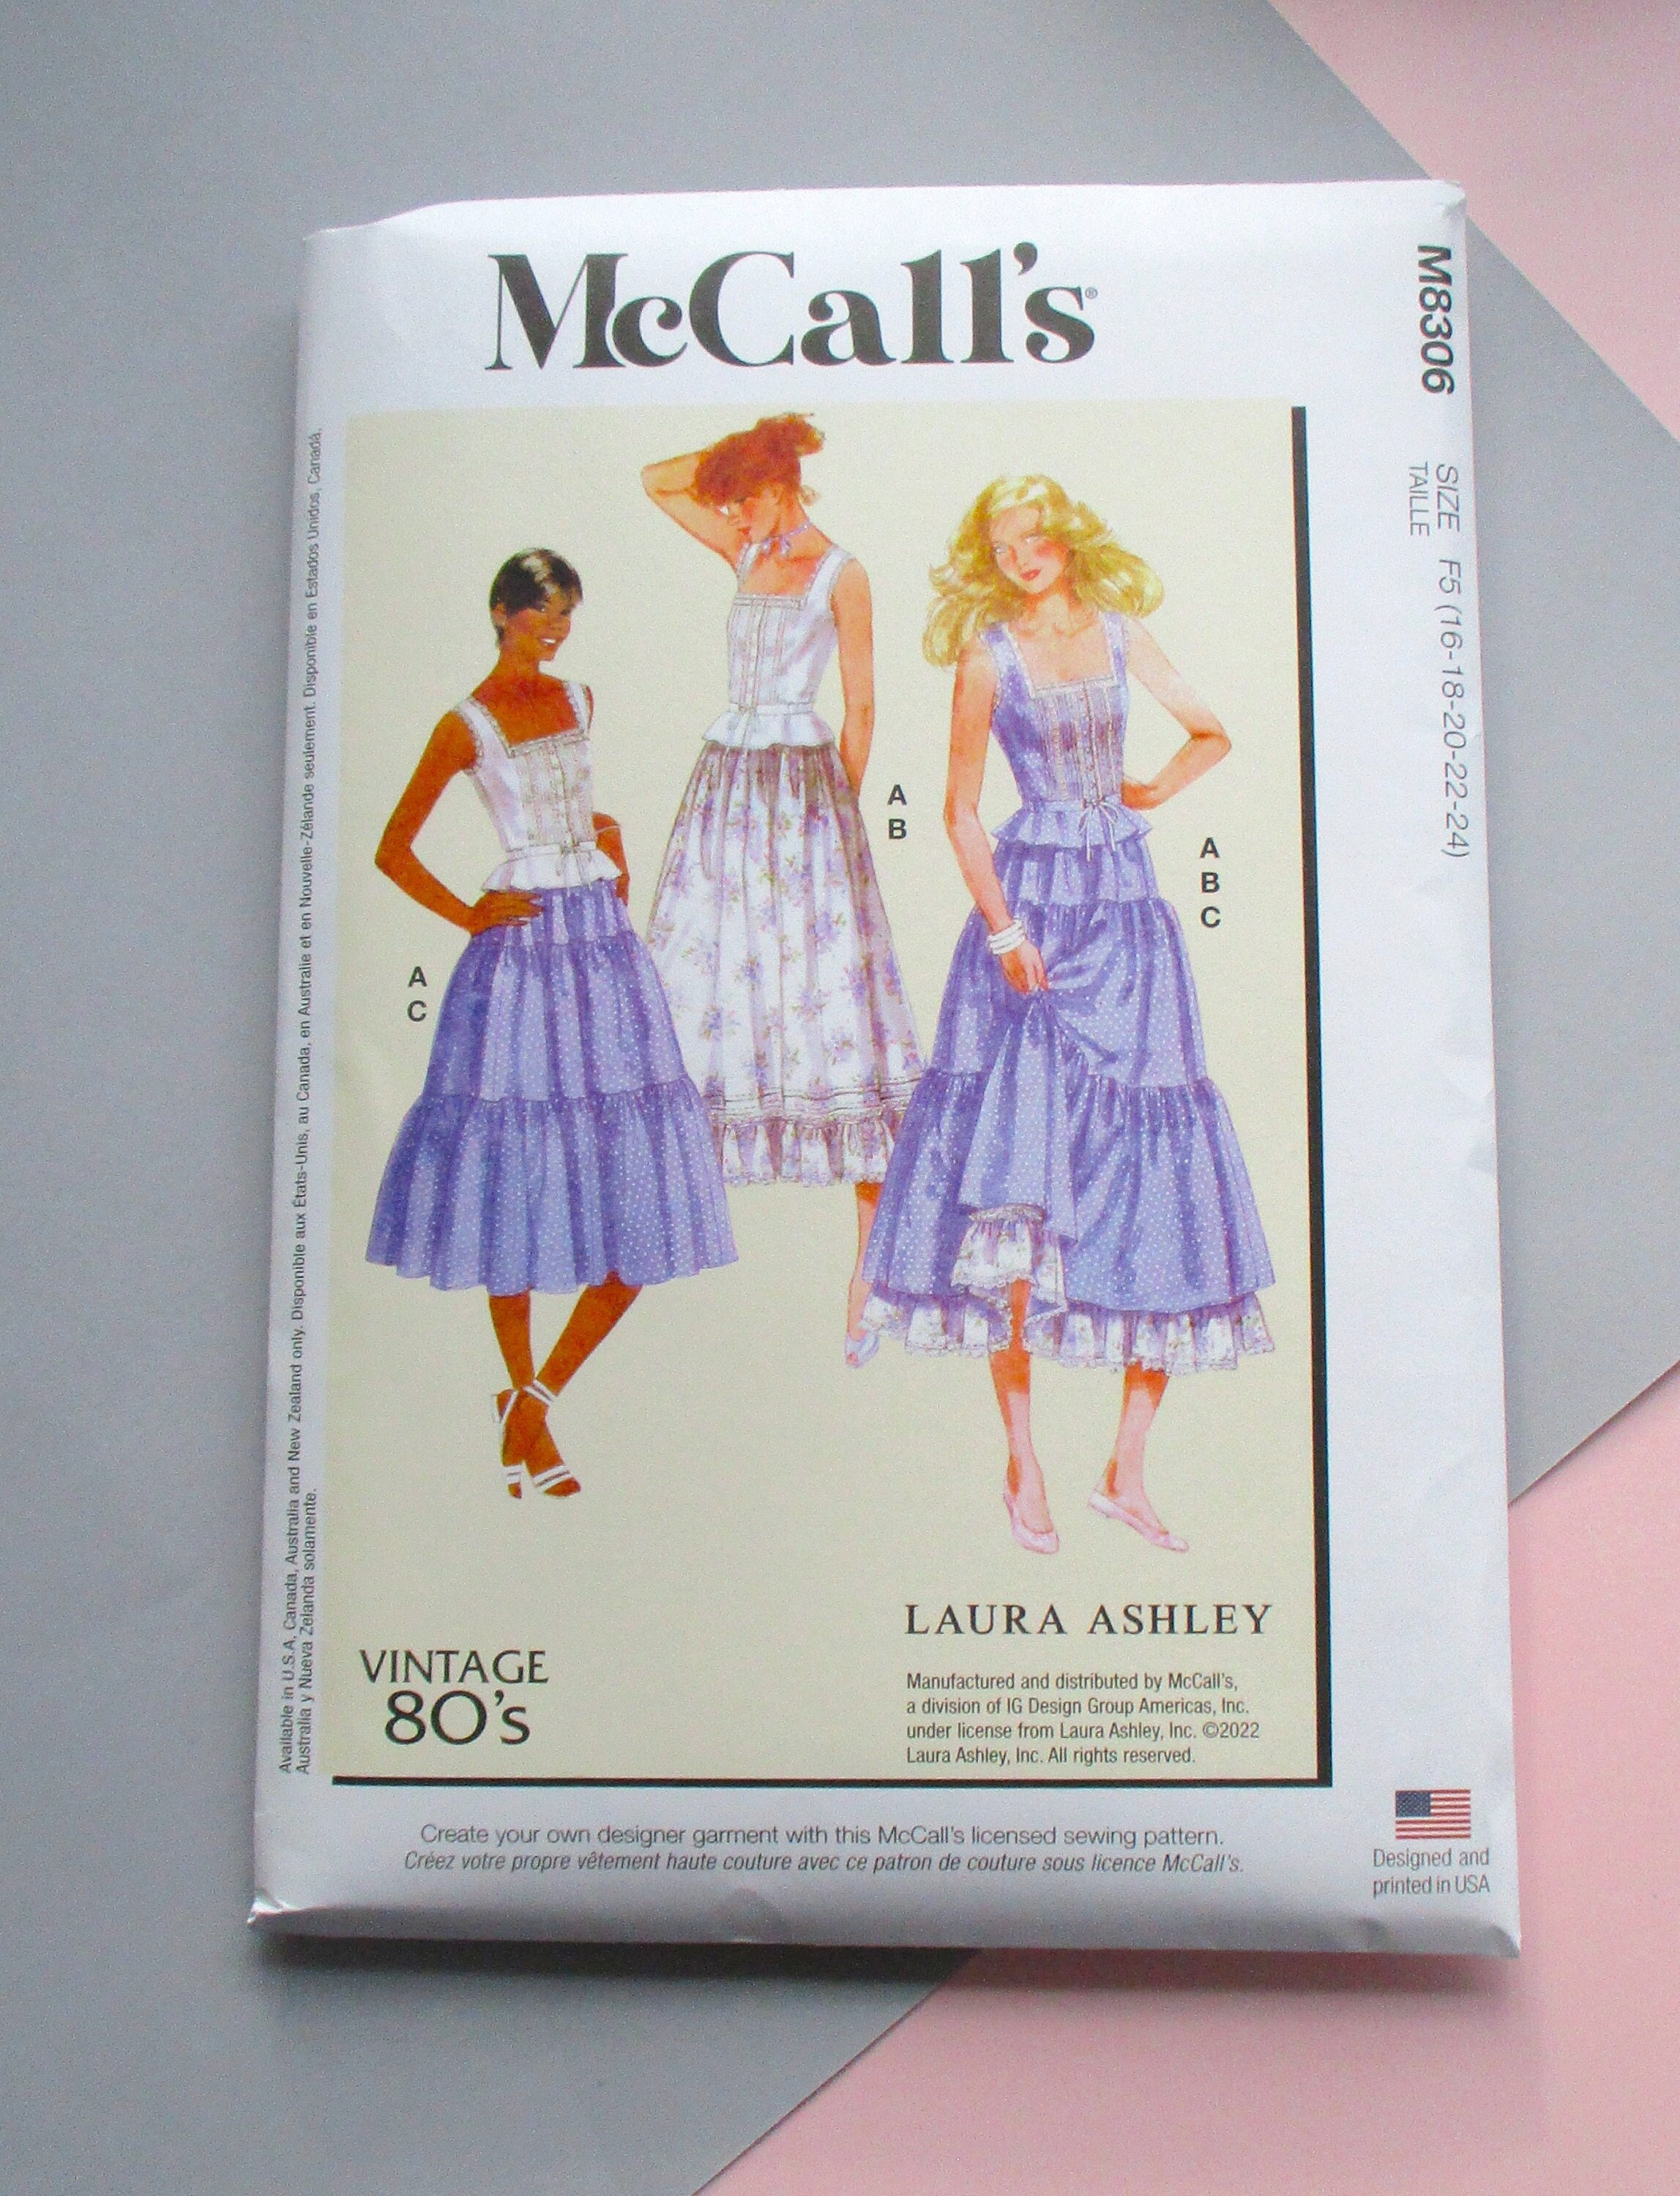 McCall's®
M8306
SIZE F5 (16-18-20-22-24)
TAILLE
Available in U.S.A, Canada, Australia and New Zealand only. Disponible aux États-Unis, au Canada, en Australie et en Nouvelle-Zélande seulement. Disponible en Estados Unidos, Canadá,
Australia y Nueva Zelanda solamente.
A
B
A
B
C
A
C
LAURA ASHLEY
VINTAGE
80's
Manufactured and distributed by McCall's,
a division of IG Design Group Americas, Inc.
under license from Laura Ashley, Inc. ©2022
Laura Ashley, Inc. All rights reserved.
Create your own designer garment with this McCall's licensed sewing pattern.
Créez votre propre vêtement haute couture avec ce patron de couture sous licence McCall's.
Designed and
printed in USA